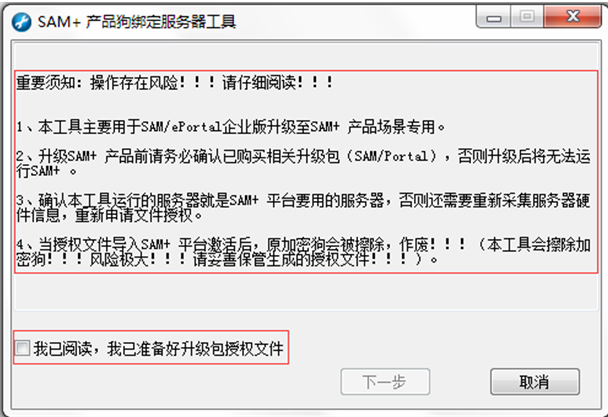 SAM+ 产品狗绑定服务器工具
重要须知：操作存在风险！！！请仔细阅读！！！
1、本工具主要用于SAM/ePortal企业版升级至SAM+ 产品场景专用。
2、升级SAM+ 产品前请务必确认已购买相关升级包（SAM/Portal），否则升级后将无法运
行SAM+ 。
3、确认本工具运行的服务器就是SAM+ 平台要用的服务器，否则还需要重新采集服务器硬
件信息，重新申请文件授权。
4、当授权文件导入SAM+ 平台激活后，原加密狗会被擦除，作废！！！（本工具会擦除加
密狗！！！风险极大！！！请妥善保管生成的授权文件！！！）。
我已阅读，我已准备好升级包授权文件
下一步
取消